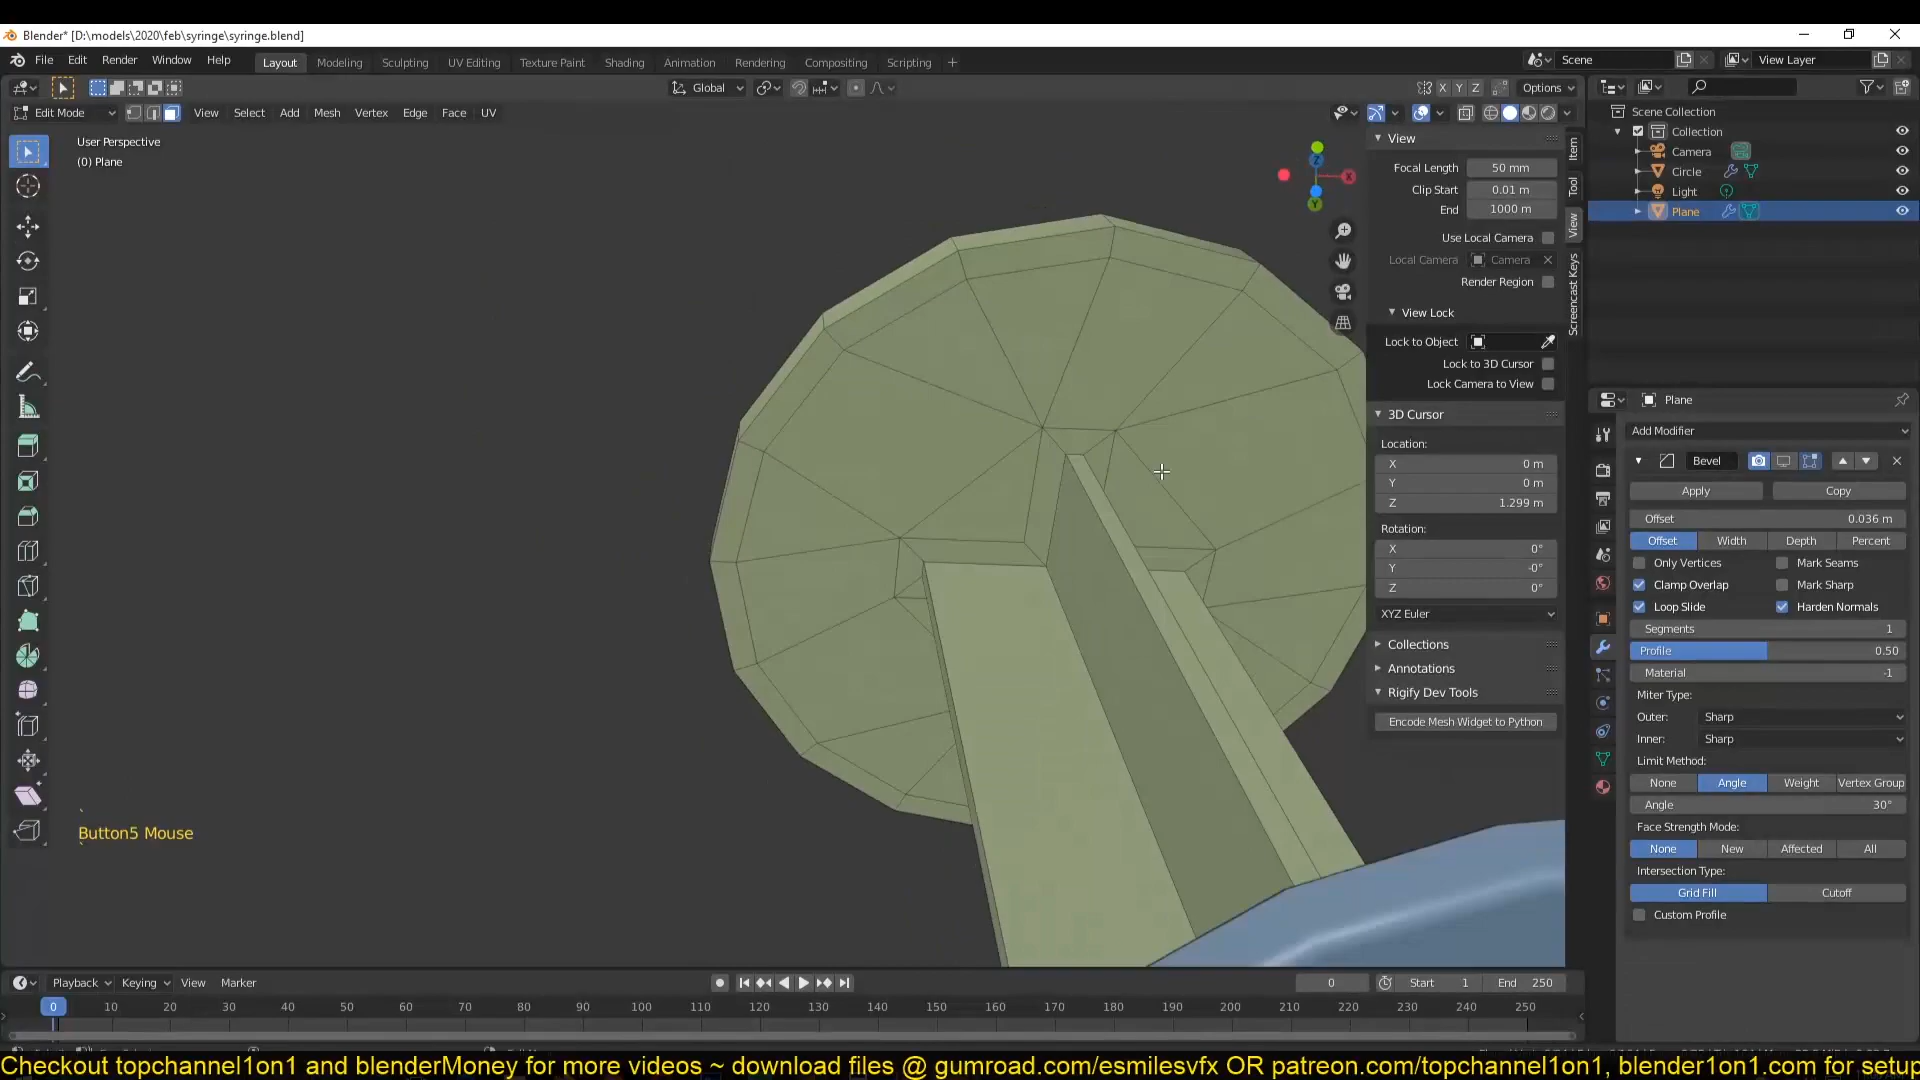 Blender* [D:\models\2020\feb\syringe\syringe.blend]
File Edit Render Window Help Layout Modeling Sculpting UV Editing Texture Paint Shading Animation Rendering Compositing Scripting + Scene View Layer
Global X Y Z Options
Edit Mode View Select Add Mesh Vertex Edge Face UV
User Perspective
(0) Plane
Z X Y
View
Focal Length 50 mm
Clip Start 0.01 m
End 1000 m
Use Local Camera
Local Camera Camera
Render Region
View Lock
Lock to Object
Lock to 3D Cursor
Lock Camera to View
3D Cursor
Location:
X 0 m
Y 0 m
Z 1.299 m
Rotation:
X 0°
Y -0°
Z 0°
XYZ Euler
Collections
Annotations
Rigify Dev Tools
Encode Mesh Widget to Python
Item
Tool
View
Screencast Keys
Scene Collection
Collection
Camera
Circle
Light
Plane
Plane
Add Modifier
Bevel
Apply Copy
Offset 0.036 m
Offset Width Depth Percent
Only Vertices Mark Seams
Clamp Overlap Mark Sharp
Loop Slide Harden Normals
Segments 1
Profile 0.50
Material -1
Miter Type:
Outer: Sharp
Inner: Sharp
Limit Method:
None Angle Weight Vertex Group
Angle 30°
Face Strength Mode:
None New Affected All
Intersection Type:
Grid Fill Cutoff
Custom Profile
Button5 Mouse
Playback Keying View Marker 0 Start 1 End 250
0 10 20 30 40 50 60 70 80 90 100 110 120 130 140 150 160 170 180 190 200 210 220 230 240 250
Checkout topchannel1on1 and blenderMoney for more videos ~ download files @ gumroad.com/esmilesvfx OR patreon.com/topchannel1on1, blender1on1.com for setup